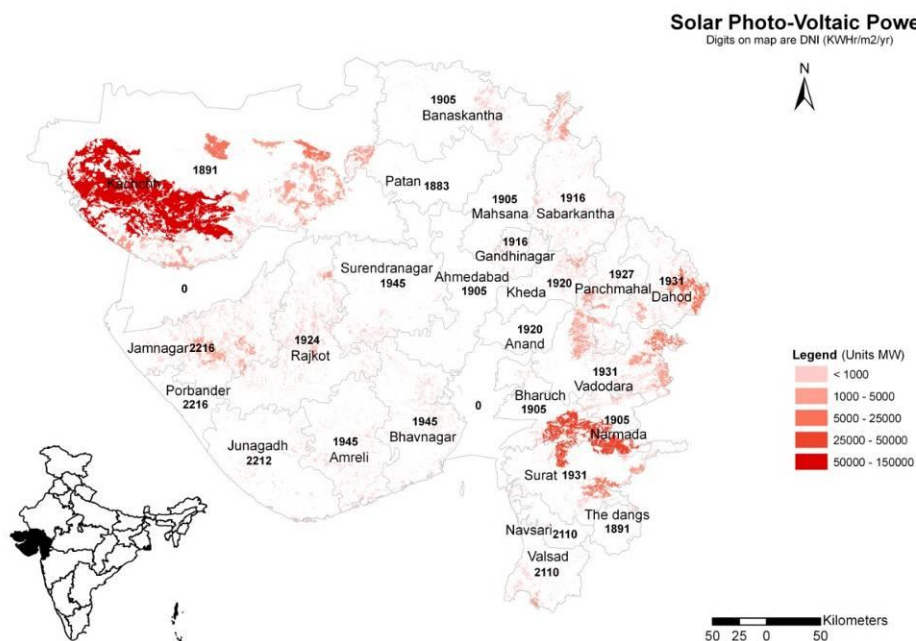 Solar Photo-Voltaic Powe
Digits on map are DNI (KWHr/m2/yr)
N
1905
Banaskantha
1891
Kachchh
Patan 1883
1905
Mahsana
1916
Sabarkantha
1916
Gandhinagar
Surendranagar
1945
Ahmedabad
1905
Kheda 1920
1927
Panchmahal
1931
Dahod
0
1920
Anand
Jamnagar 2216
1924
Rajkot
1931
Vadodara
Porbander
2216
Bharuch
1905
0
1905
Narmada
1945
Bhavnagar
Junagadh
2212
1945
Amreli
Surat 1931
The dangs
1891
Navsari 2110
Valsad
2110
Legend (Units MW)
< 1000
1000 - 5000
5000 - 25000
25000 - 50000
50000 - 150000
Kilometers
50 25 0 50